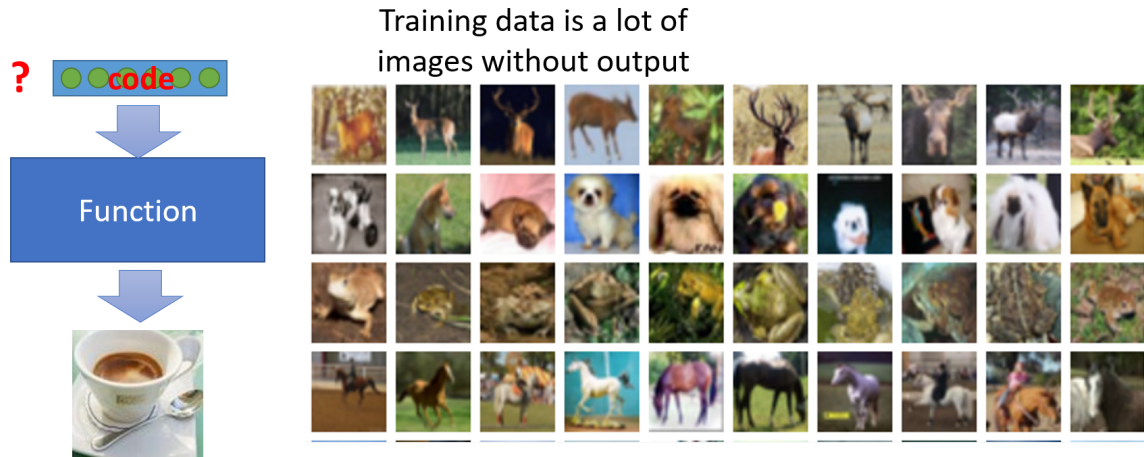 Training data is a lot of
images without output
?
code
Function